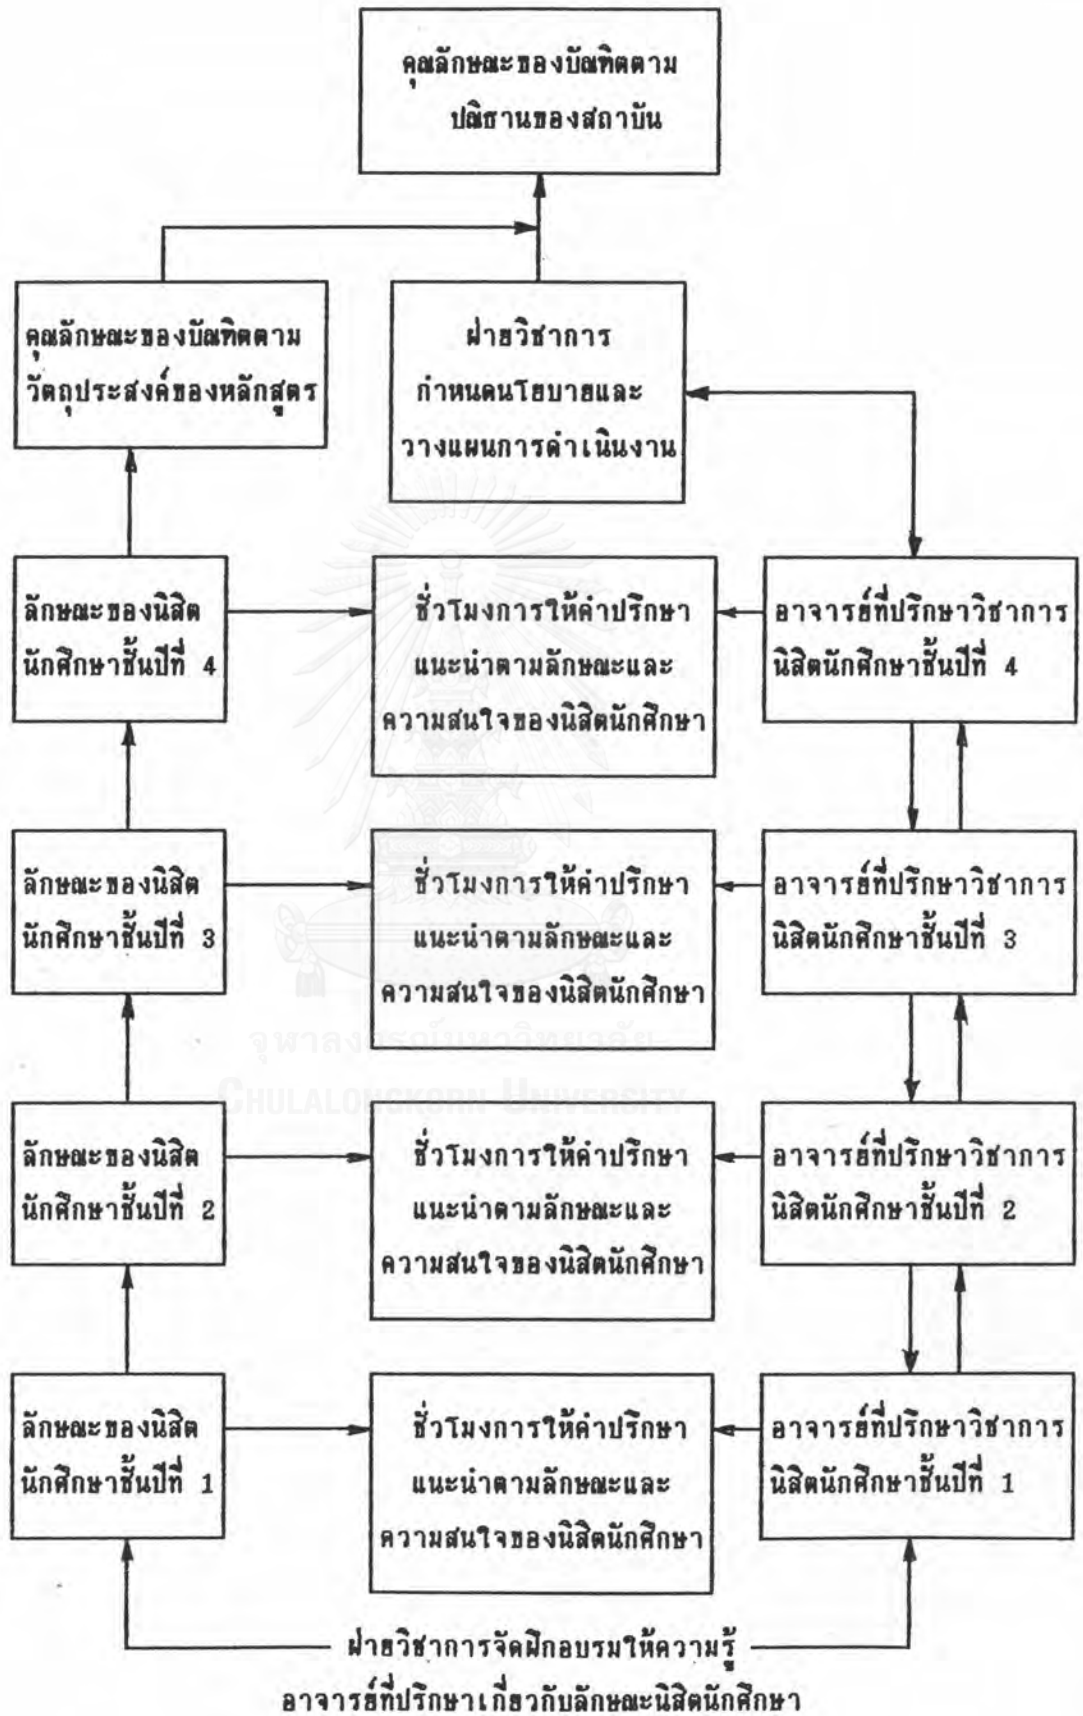 คุณลักษณะของบัณฑิตตาม
ปณิธานของสถาบัน
คุณลักษณะของบัณฑิตตาม
วัตถุประสงค์ของหลักสูตร
ฝ่ายวิชาการ
กำหนดนโยบายและ
วางแผนการดำเนินงาน
ลักษณะของนิสิต
นักศึกษาชั้นปีที่ 4
ชั่วโมงการให้คำปรึกษา
แนะนำตามลักษณะและ
ความสนใจของนิสิตนักศึกษา
อาจารย์ที่ปรึกษาวิชาการ
นิสิตนักศึกษาชั้นปีที่ 4
ลักษณะของนิสิต
นักศึกษาชั้นปีที่ 3
ชั่วโมงการให้คำปรึกษา
แนะนำตามลักษณะและ
ความสนใจของนิสิตนักศึกษา
อาจารย์ที่ปรึกษาวิชาการ
นิสิตนักศึกษาชั้นปีที่ 3
จุฬาลงกรณ์มหาวิทยาลัย
CHULALONGKORN UNIVERSITY
ลักษณะของนิสิต
นักศึกษาชั้นปีที่ 2
ชั่วโมงการให้คำปรึกษา
แนะนำตามลักษณะและ
ความสนใจของนิสิตนักศึกษา
อาจารย์ที่ปรึกษาวิชาการ
นิสิตนักศึกษาชั้นปีที่ 2
ลักษณะของนิสิต
นักศึกษาชั้นปีที่ 1
ชั่วโมงการให้คำปรึกษา
แนะนำตามลักษณะและ
ความสนใจของนิสิตนักศึกษา
อาจารย์ที่ปรึกษาวิชาการ
นิสิตนักศึกษาชั้นปีที่ 1
ฝ่ายวิชาการจัดฝึกอบรมให้ความรู้
อาจารย์ที่ปรึกษาเกี่ยวกับลักษณะนิสิตนักศึกษา